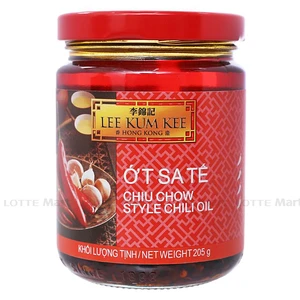 李錦記
LEE KUM KEE
HONG KONG
ỚT SA TẾ
CHIU CHOW
STYLE CHILI OIL
KHỐI LƯỢNG TỊNH / NET WEIGHT 205 g
LOTTE Mart
LOTTE Mart